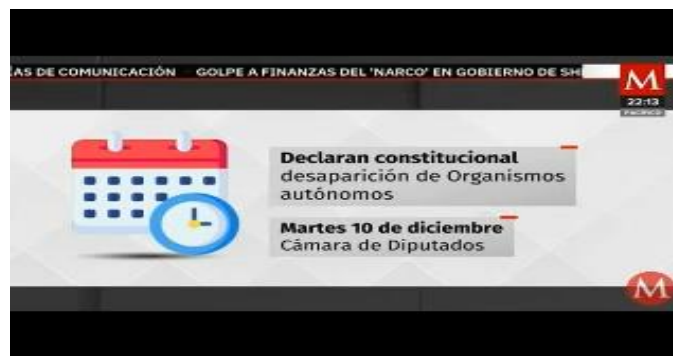 AS DE COMUNICACIÓN GOLPE A FINANZAS DEL 'NARCO' EN GOBIERNO DE SH
M
22:13
Declaran constitucional
desaparición de Organismos
autónomos
Martes 10 de diciembre
Cámara de Diputados
M